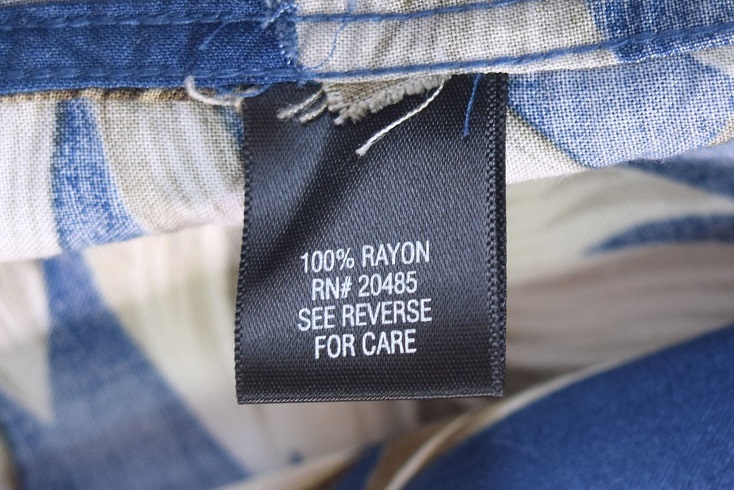 100% RAYON
RN# 20485
SEE REVERSE
FOR CARE